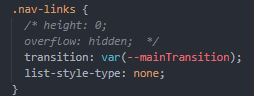 .nav-links {
/* height: 0;
overflow: hidden;  */
transition: var(--mainTransition);
list-style-type: none;
}